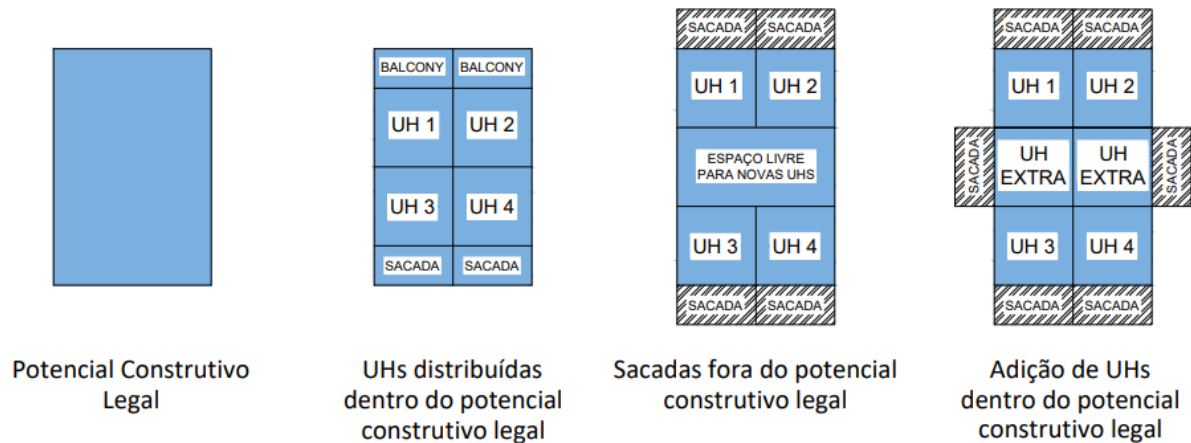 BALCONY
BALCONY
UH 1
UH 2
UH 3
UH 4
SACADA
SACADA
SACADA
SACADA
UH 1
UH 2
ESPAÇO LIVRE
PARA NOVAS UHS
UH 3
UH 4
SACADA
SACADA
SACADA
SACADA
UH 1
UH 2
SACADA
UH
EXTRA
UH
EXTRA
SACADA
UH 3
UH 4
SACADA
SACADA
Potencial Construtivo
Legal
UHs distribuídas
dentro do potencial
construtivo legal
Sacadas fora do potencial
construtivo legal
Adição de UHs
dentro do potencial
construtivo legal